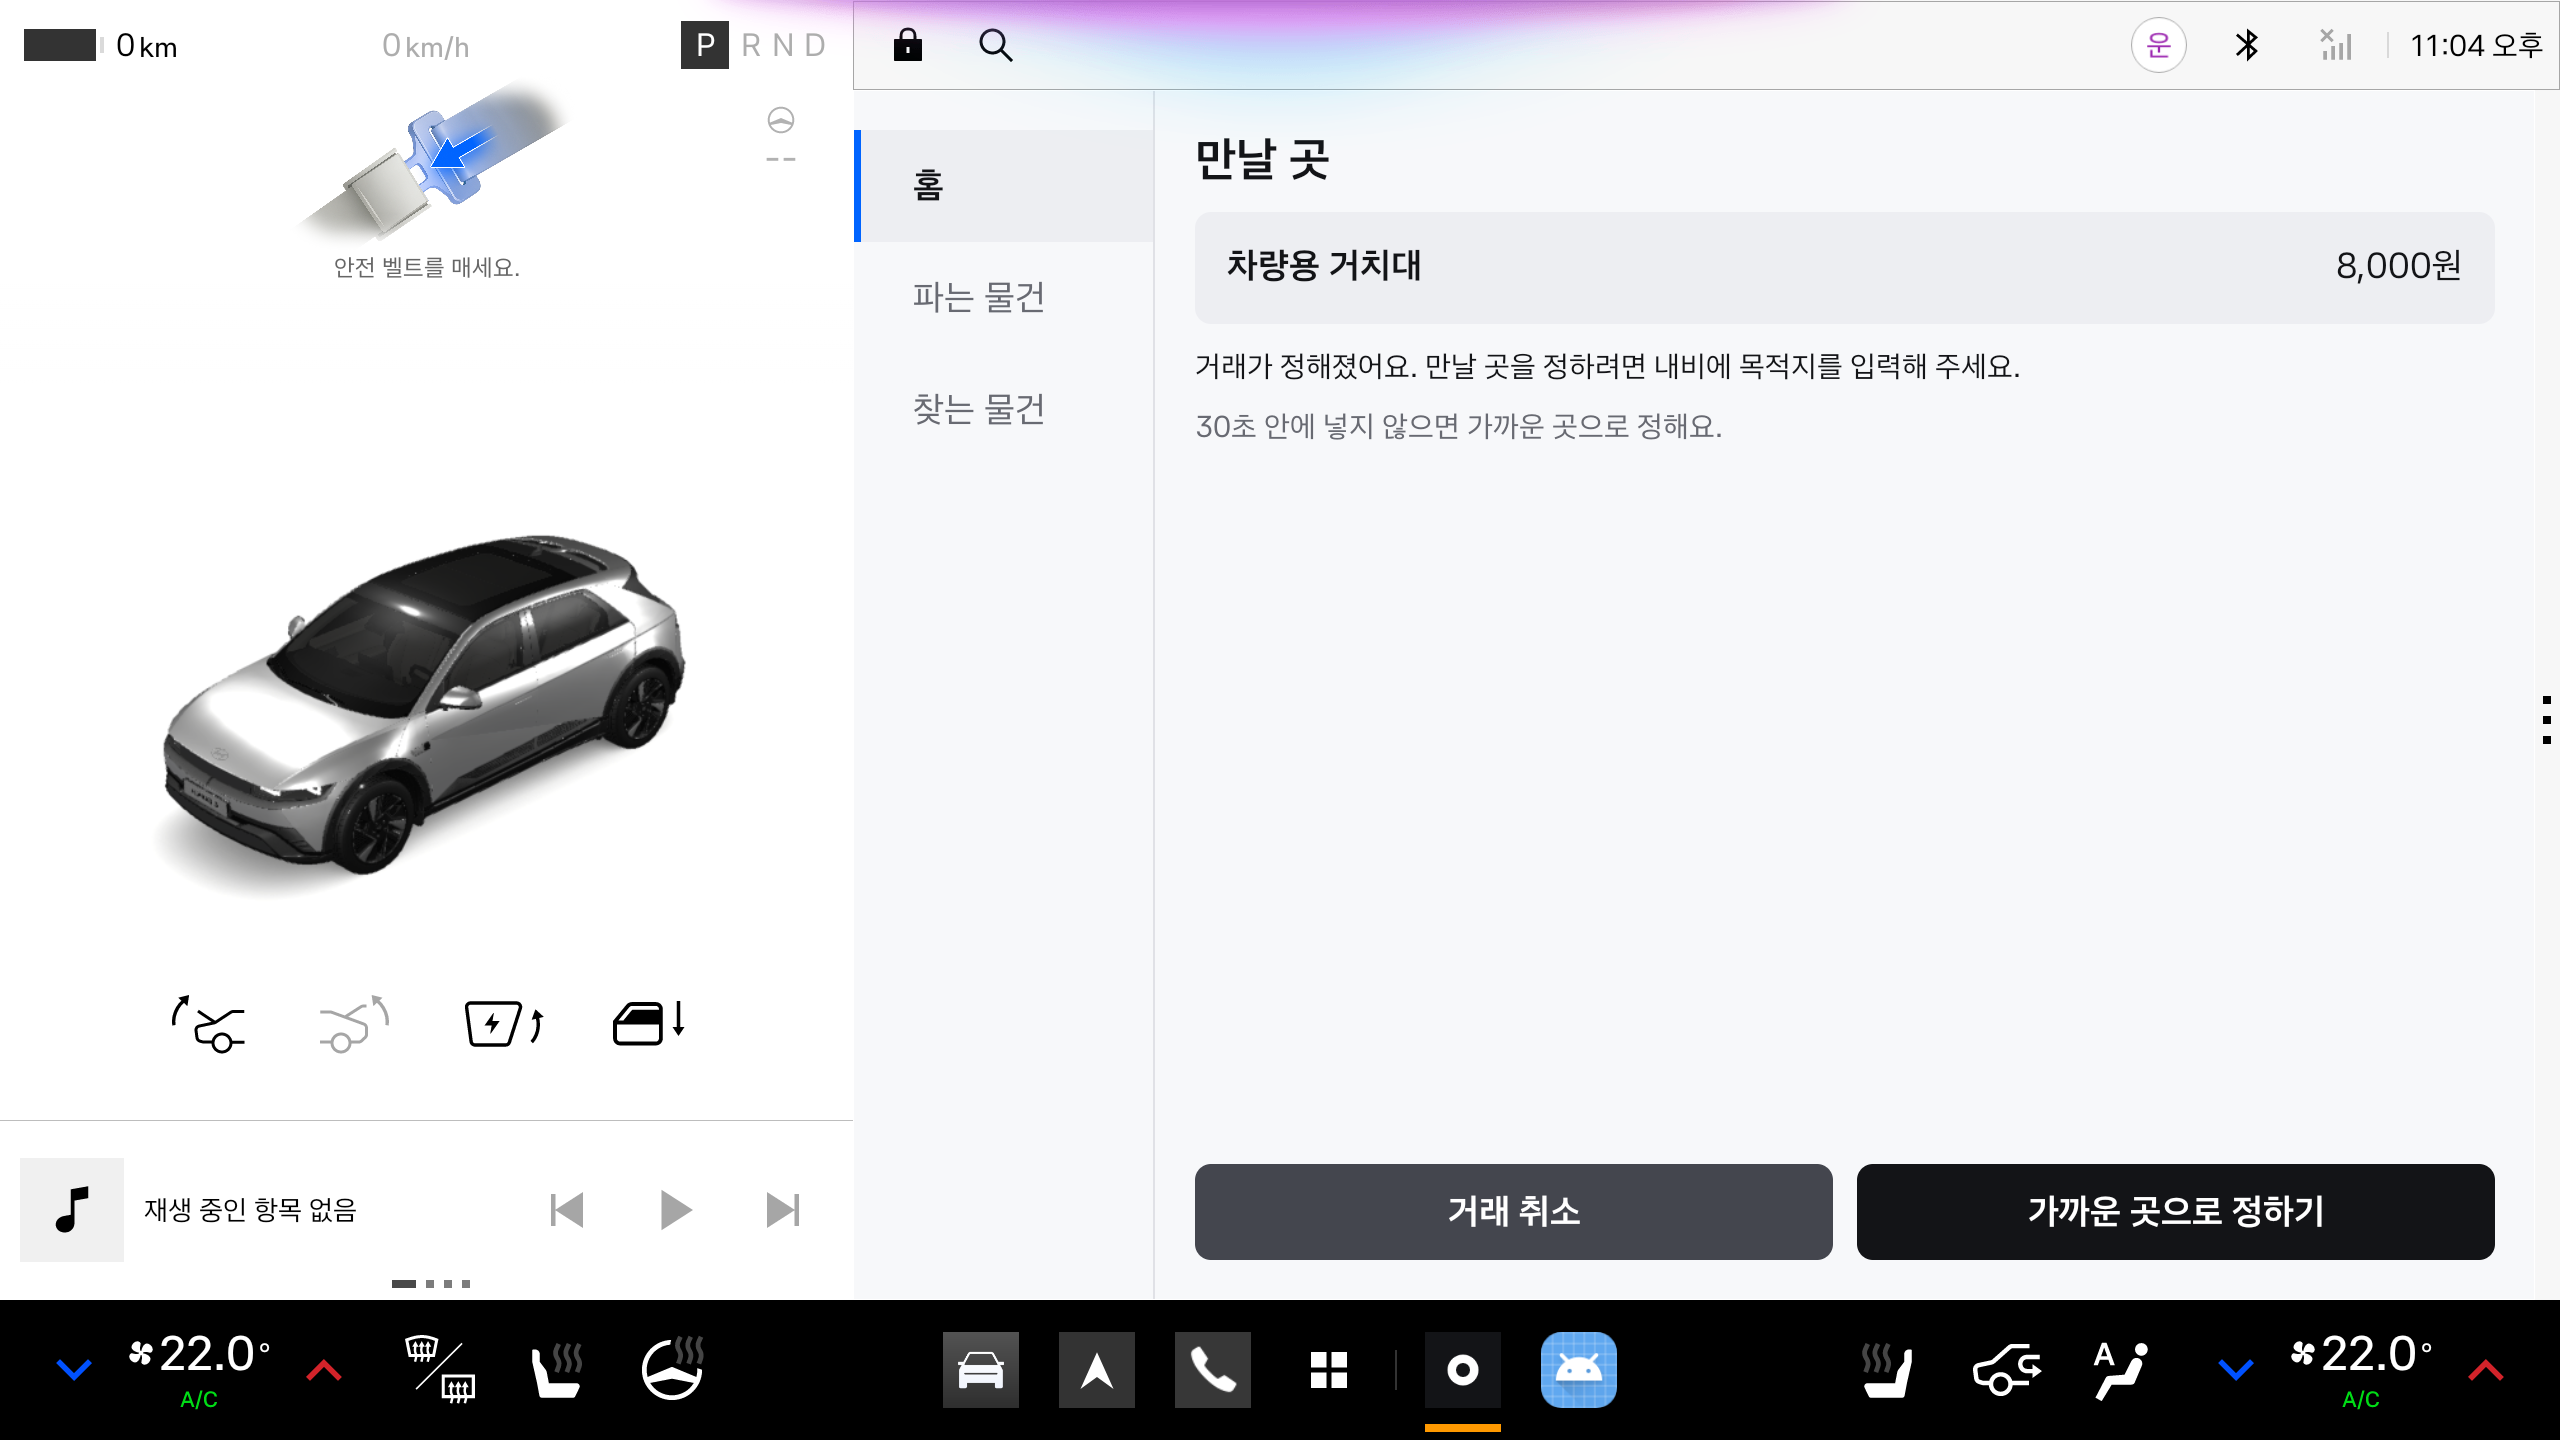 0 km
0 km/h
P R N D
11:04 오후
운
--
안전 벨트를 매세요.
홈
파는 물건
찾는 물건
만날 곳
차량용 거치대
8,000원
거래가 정해졌어요. 만날 곳을 정하려면 내비에 목적지를 입력해 주세요.
30초 안에 넣지 않으면 가까운 곳으로 정해요.
거래 취소
가까운 곳으로 정하기
재생 중인 항목 없음
22.0°
A/C
A
22.0°
A/C